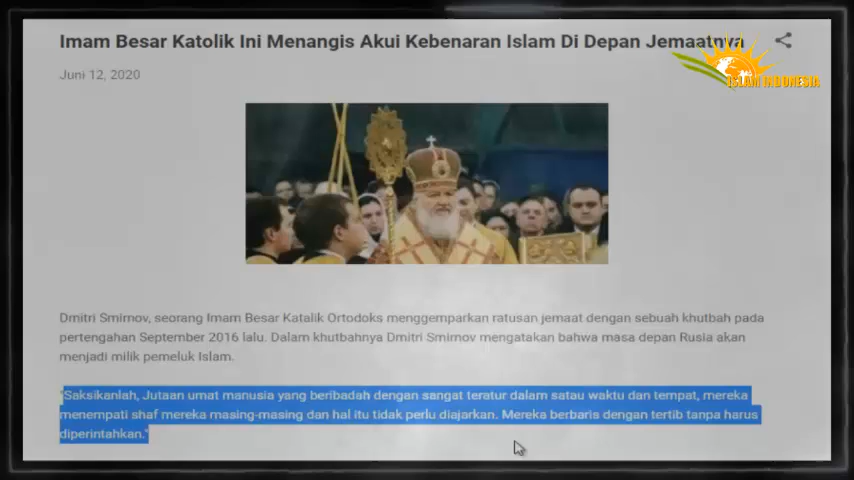 Imam Besar Katolik Ini Menangis Akui Kebenaran Islam Di Depan Jemaatnya
Juni 12, 2020
ISLAM INDONESIA
Dmitri Smirnov, seorang Imam Besar Katalik Ortodoks menggemparkan ratusan jemaat dengan sebuah khutbah pada
pertengahan September 2016 lalu. Dalam khutbahnya Dmitri Smirnov mengatakan bahwa masa depan Rusia akan
menjadi milik pemeluk Islam.
"Saksikanlah, Jutaan umat manusia yang beribadah dengan sangat teratur dalam satau waktu dan tempat, mereka
menempati shaf mereka masing-masing dan hal itu tidak perlu diajarkan. Mereka berbaris dengan tertib tanpa harus
diperintahkan."